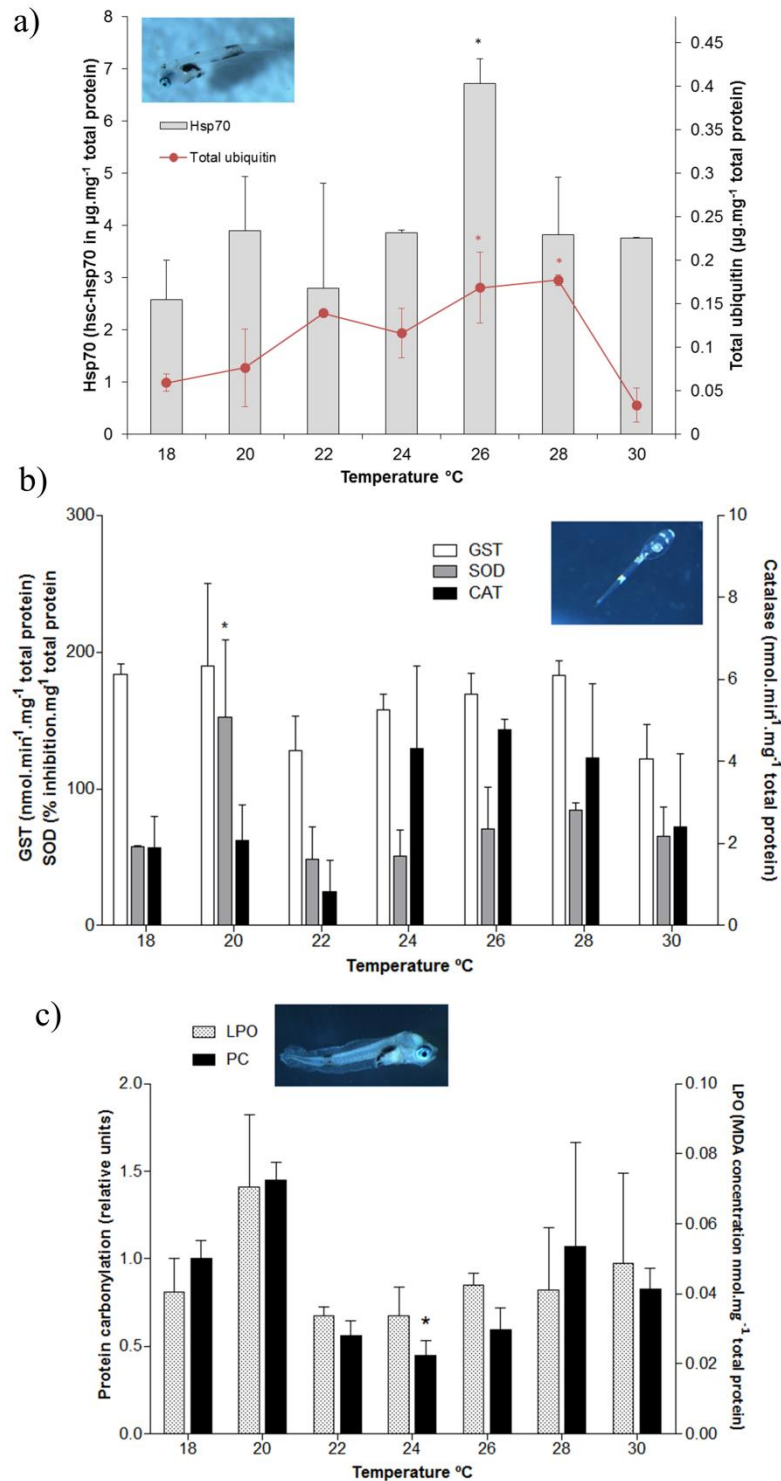 a)
8
7
6
5
4
3
2
1
0
Hsp70 (hsc-hsp70 in µg.mg-1 total protein)
Hsp70
Total ubiquitin
*
*
*
0.45
0.4
0.35
0.3
0.25
0.2
0.15
0.1
0.05
0
Total ubiquitin (µg.mg-1 total protein)
18 20 22 24 26 28 30
Temperature °C
b)
300
200
100
0
GST (nmol.min-1.mg-1 total protein)
SOD (% inhibition.mg1 total protein
GST
SOD
CAT
*
10
8
6
4
2
0
Catalase (nmol.min-1.mg-1 total protein)
18 20 22 24 26 28 30
Temperature ºC
c)
LPO
PC
2.0
1.5
1.0
0.5
0.0
Protein carbonylation (relative units)
*
0.10
0.08
0.06
0.04
0.02
0.00
LPO (MDA concentration nmol.mg-1 total protein)
18 20 22 24 26 28 30
Temperature ºC